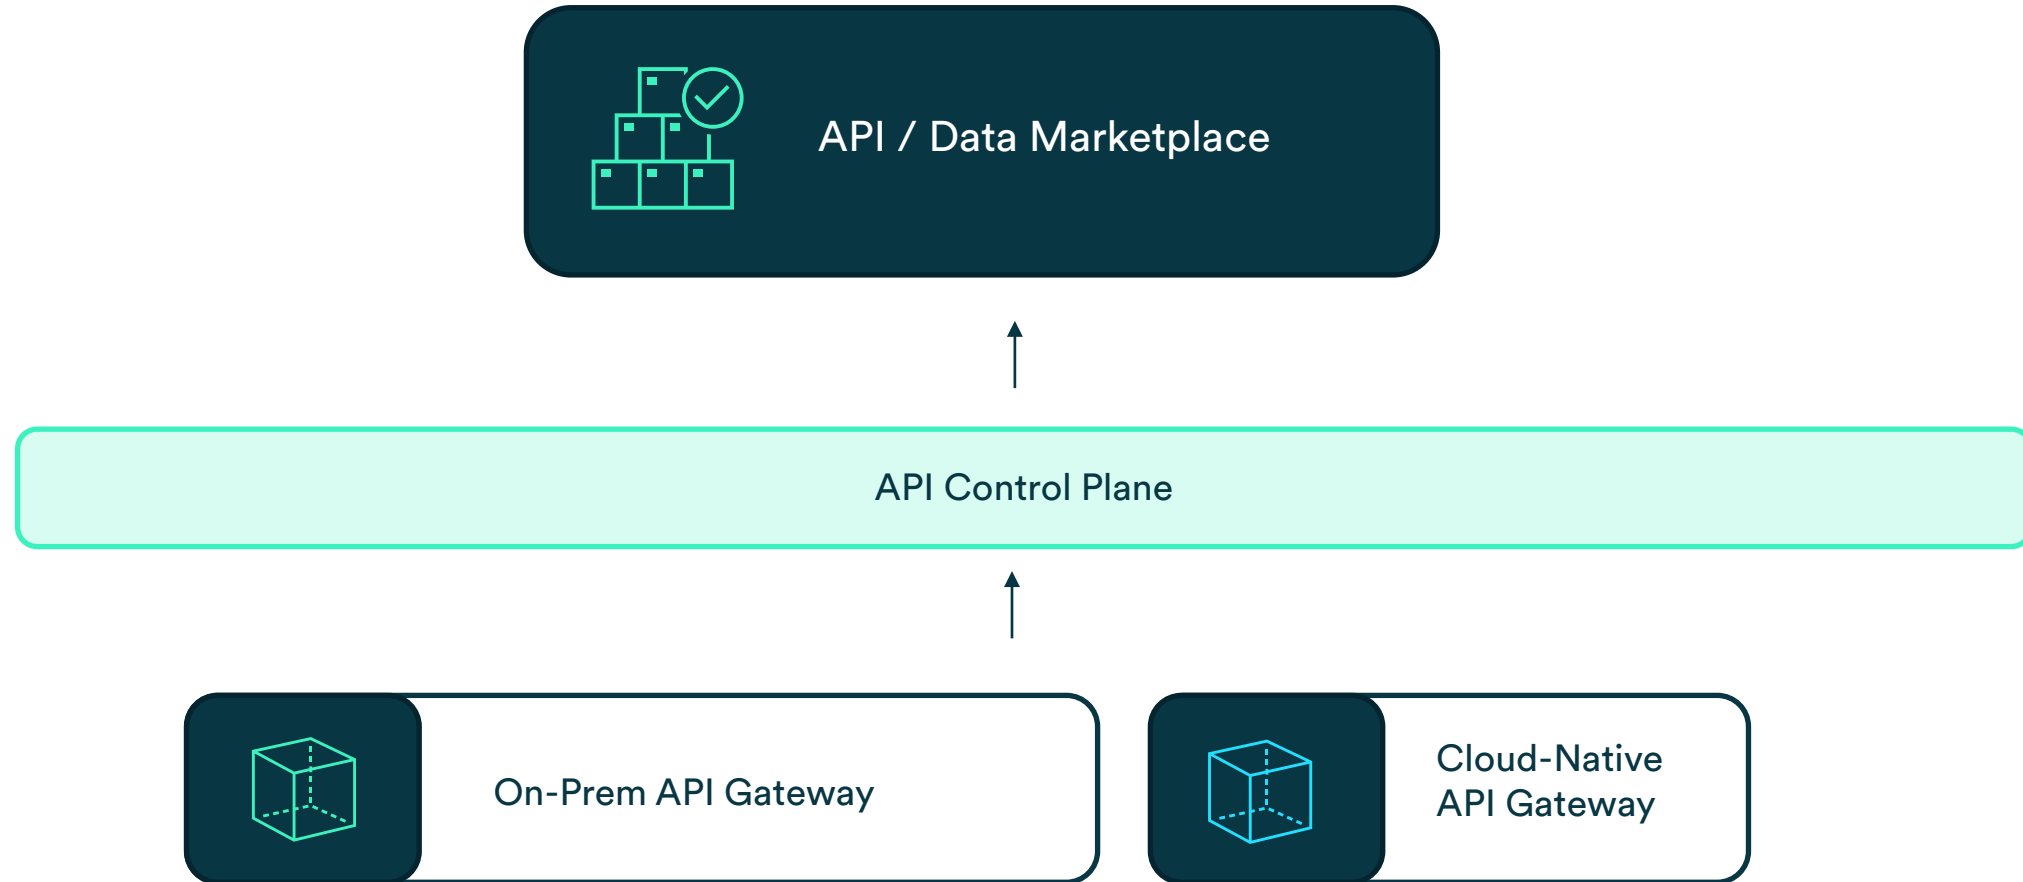 API / Data Marketplace
API Control Plane
On-Prem API Gateway
Cloud-Native
API Gateway